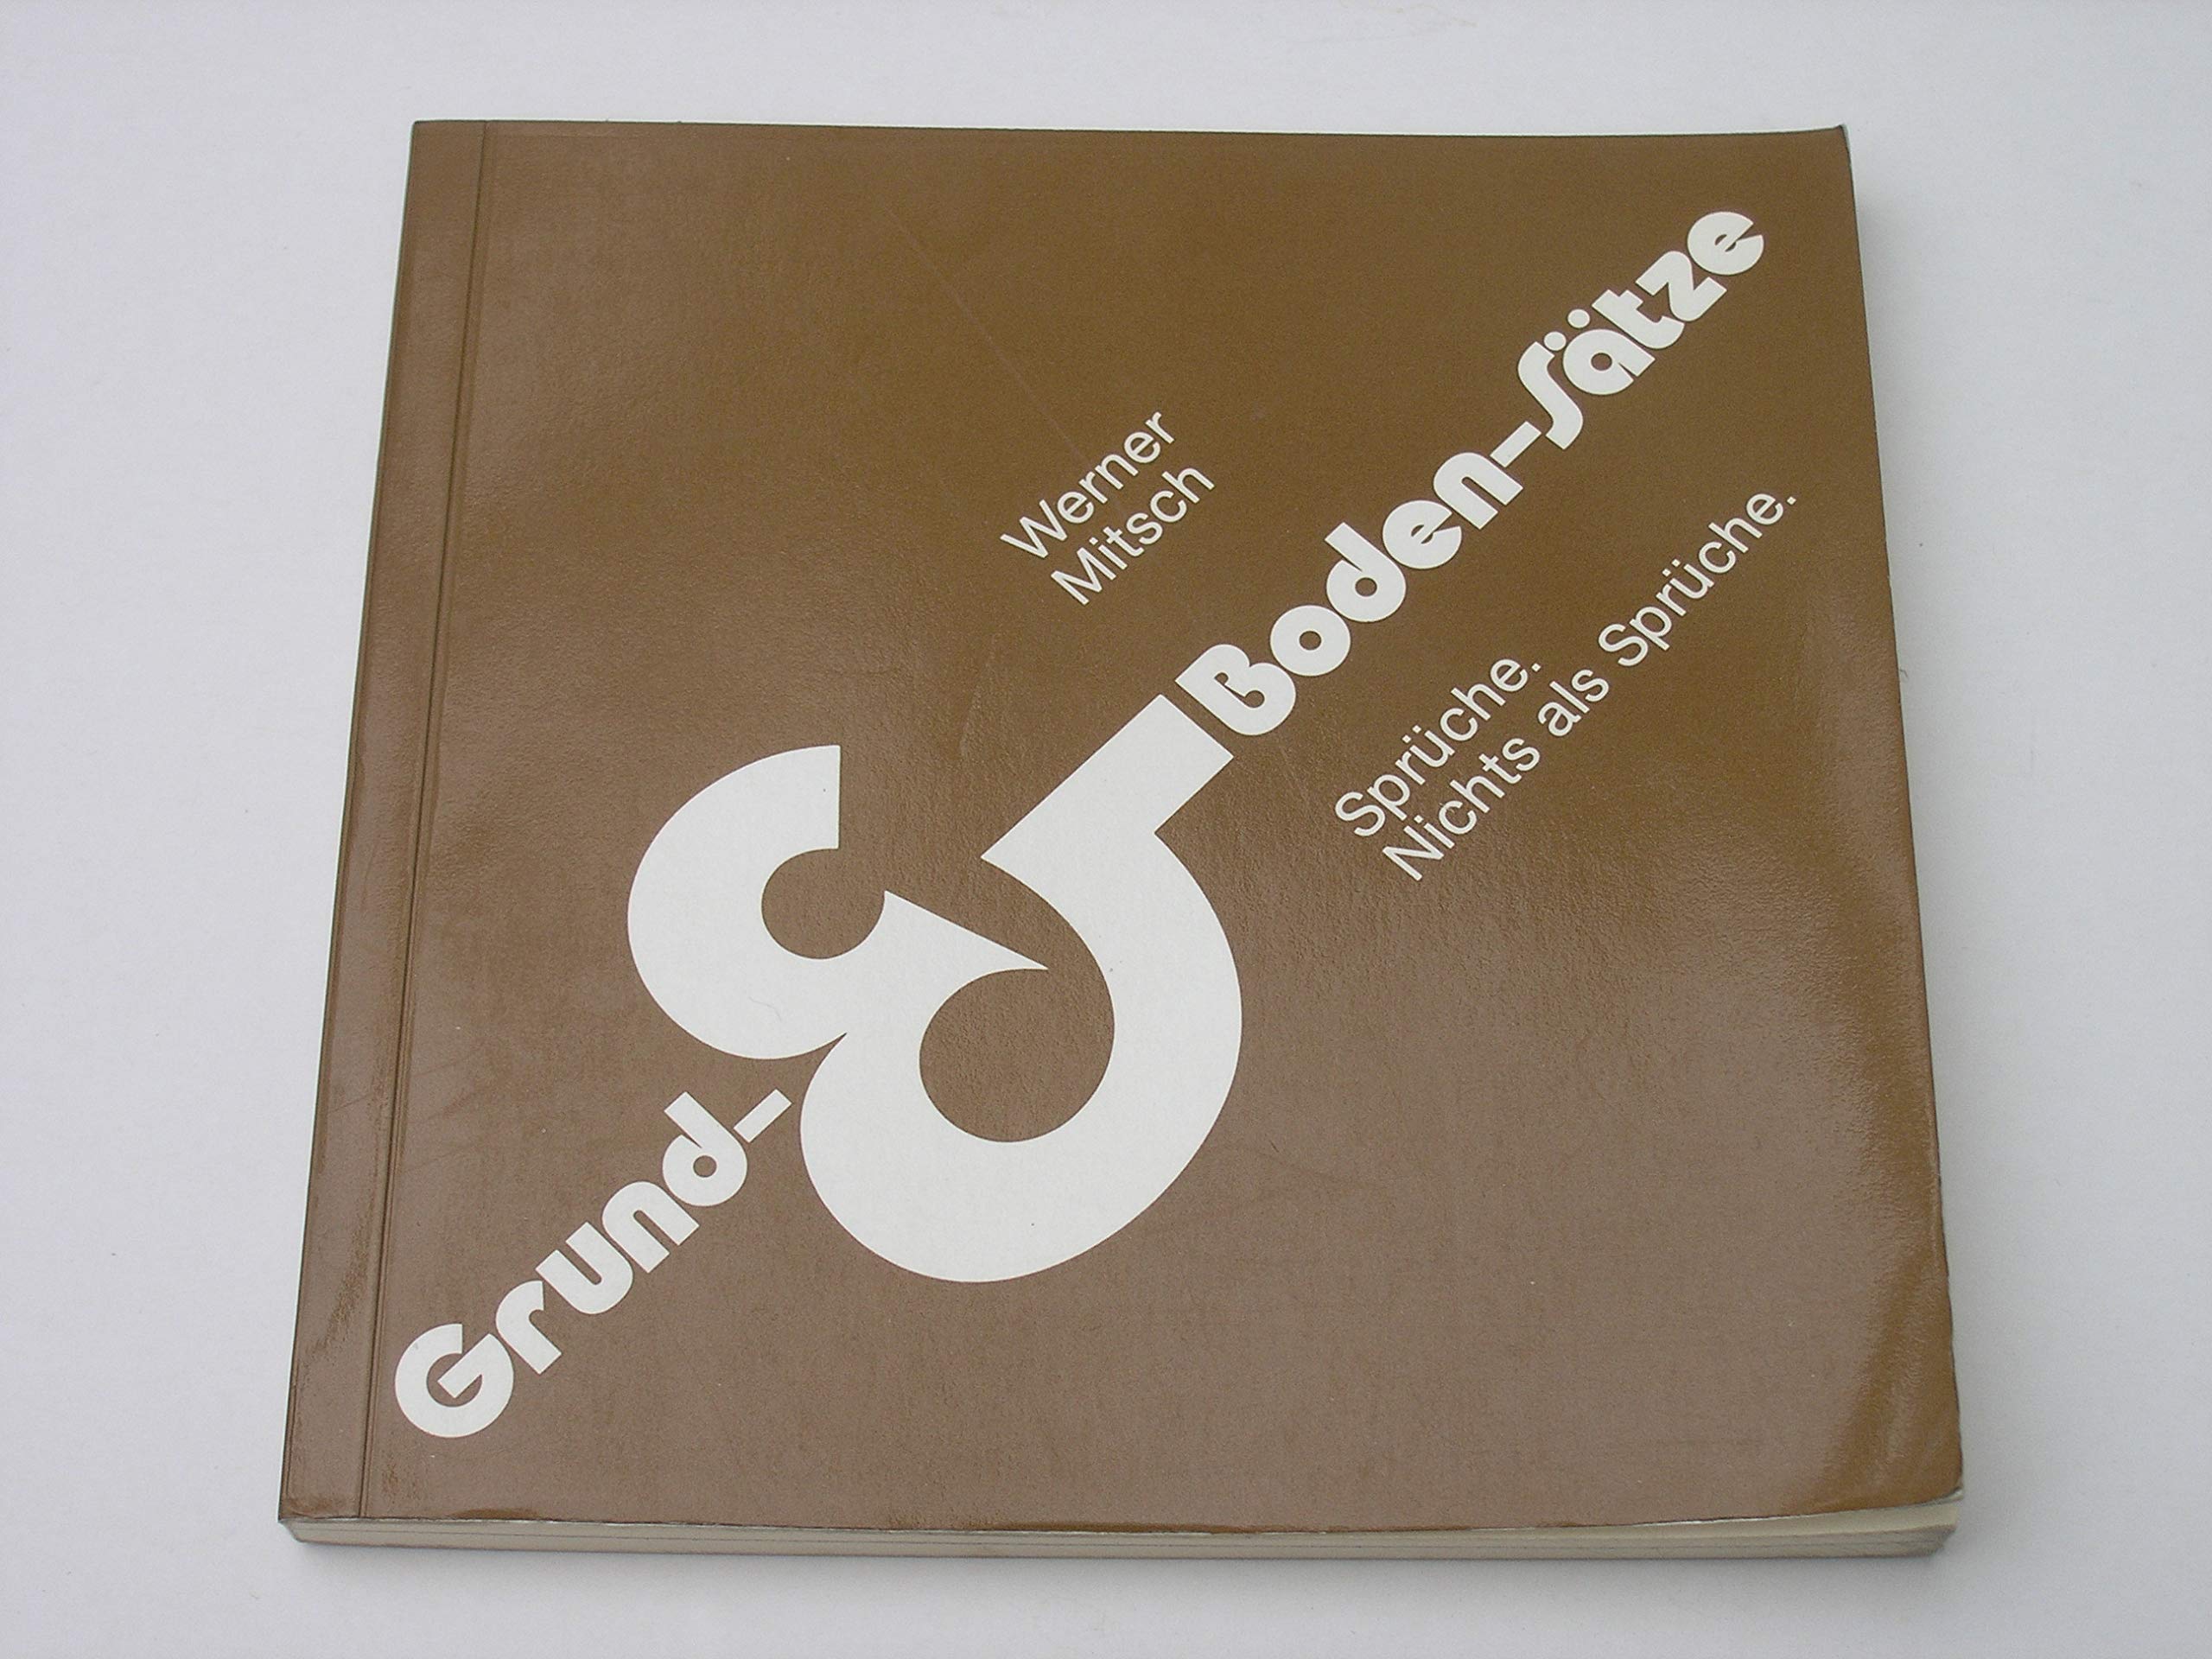 Werner
Mitsch
Grund- & Boden-Sätze
Sprüche.
Nichts als Sprüche.